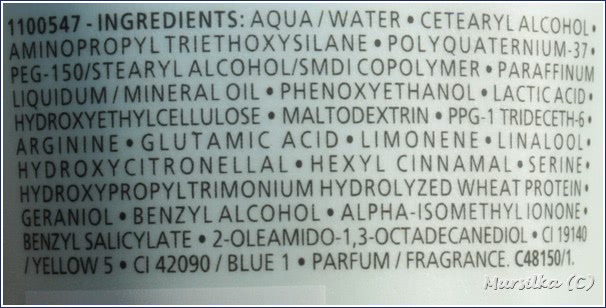 1100547 - INGREDIENTS: AQUA / WATER • CETEARYL ALCOHOL •
AMINOPROPYL TRIETHOXYSILANE • POLYQUATERNIUM-37 •
PEG-150/STEARYL ALCOHOL/SMDI COPOLYMER • PARAFFINUM
LIQUIDUM / MINERAL OIL • PHENOXYETHANOL • LACTIC ACID •
HYDROXYETHYLCELLULOSE • MALTODEXTRIN • PPG-1 TRIDECETH-6 •
ARGININE • GLUTAMIC ACID • LIMONENE • LINALOOL •
HYDROXYCITRONELLAL • HEXYL CINNAMAL • SERINE •
HYDROXYPROPYLTRIMONIUM HYDROLYZED WHEAT PROTEIN •
GERANIOL • BENZYL ALCOHOL • ALPHA-ISOMETHYL IONONE •
BENZYL SALICYLATE • 2-OLEAMIDO-1,3-OCTADECANEDIOL • CI 19140
/ YELLOW 5 • CI 42090 / BLUE 1 • PARFUM / FRAGRANCE. C48150/1.
Mursilka (C)